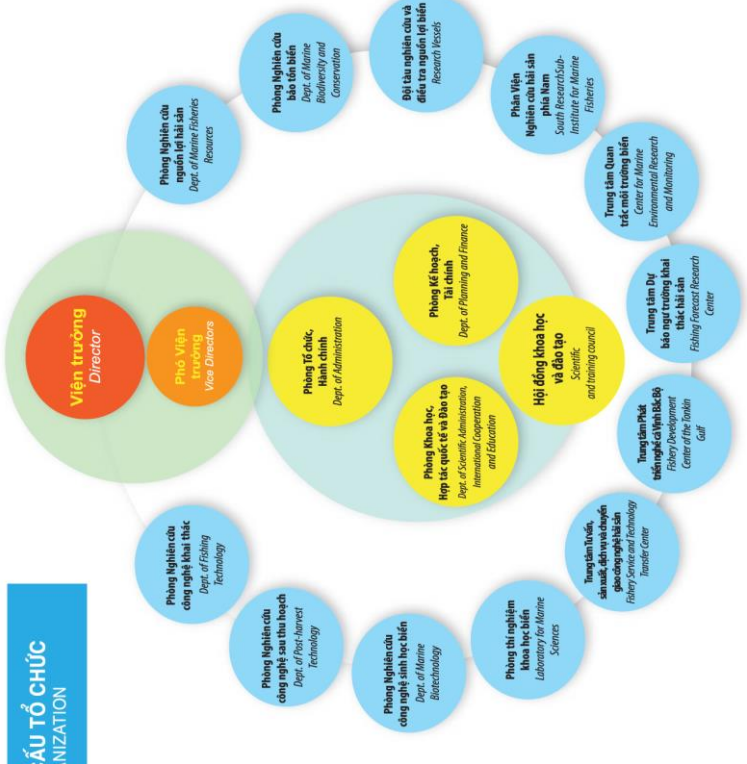 CẤU TỔ CHỨC
ANIZATION
Viện trưởng
Director
Phó Viện
trưởng
Vice Directors
Phòng Tổ chức,
Hành chính
Dept. of Administration
Phòng Khoa học,
Hợp tác quốc tế và Đào tạo
Dept. of Scientific Administration,
International Cooperation
and Education
Phòng Kế hoạch,
Tài chính
Dept. of Planning and Finance
Hội đồng khoa học
và đào tạo
Scientific
and training council
Phòng Nghiên cứu
nguồn lợi hải sản
Dept. of Marine Fisheries
Resources
Phòng Nghiên cứu
bảo tồn biển
Dept. of Marine
Biodiversity and
Conservation
Đội tàu nghiên cứu và
điều tra nguồn lợi biển
Research Vessels
Phân Viện
Nghiên cứu hải sản
phía Nam
South ResearchSub-
Institute for Marine
Fisheries
Trung tâm Quan
trắc môi trường biển
Center for Marine
Environmental Research
and Monitoring
Trung tâm Dự
báo ngư trường khai
thác hải sản
Fishing Forecast Research
Center
Trung tâm Phát
triển nghề cá Vịnh Bắc Bộ
Fishery Development
Center of the Tonkin
Gulf
Trung tâm Tư vấn,
sản xuất, dịch vụ và chuyển
giao công nghệ hải sản
Fishery Service and Technology
Transfer Center
Phòng thí nghiệm
khoa học biển
Laboratory for Marine
Sciences
Phòng Nghiên cứu
công nghệ sinh học biển
Dept. of Marine
Biotechnology
Phòng Nghiên cứu
công nghệ sau thu hoạch
Dept. of Post-harvest
Technology
Phòng Nghiên cứu
công nghệ khai thác
Dept. of Fishing
Technology